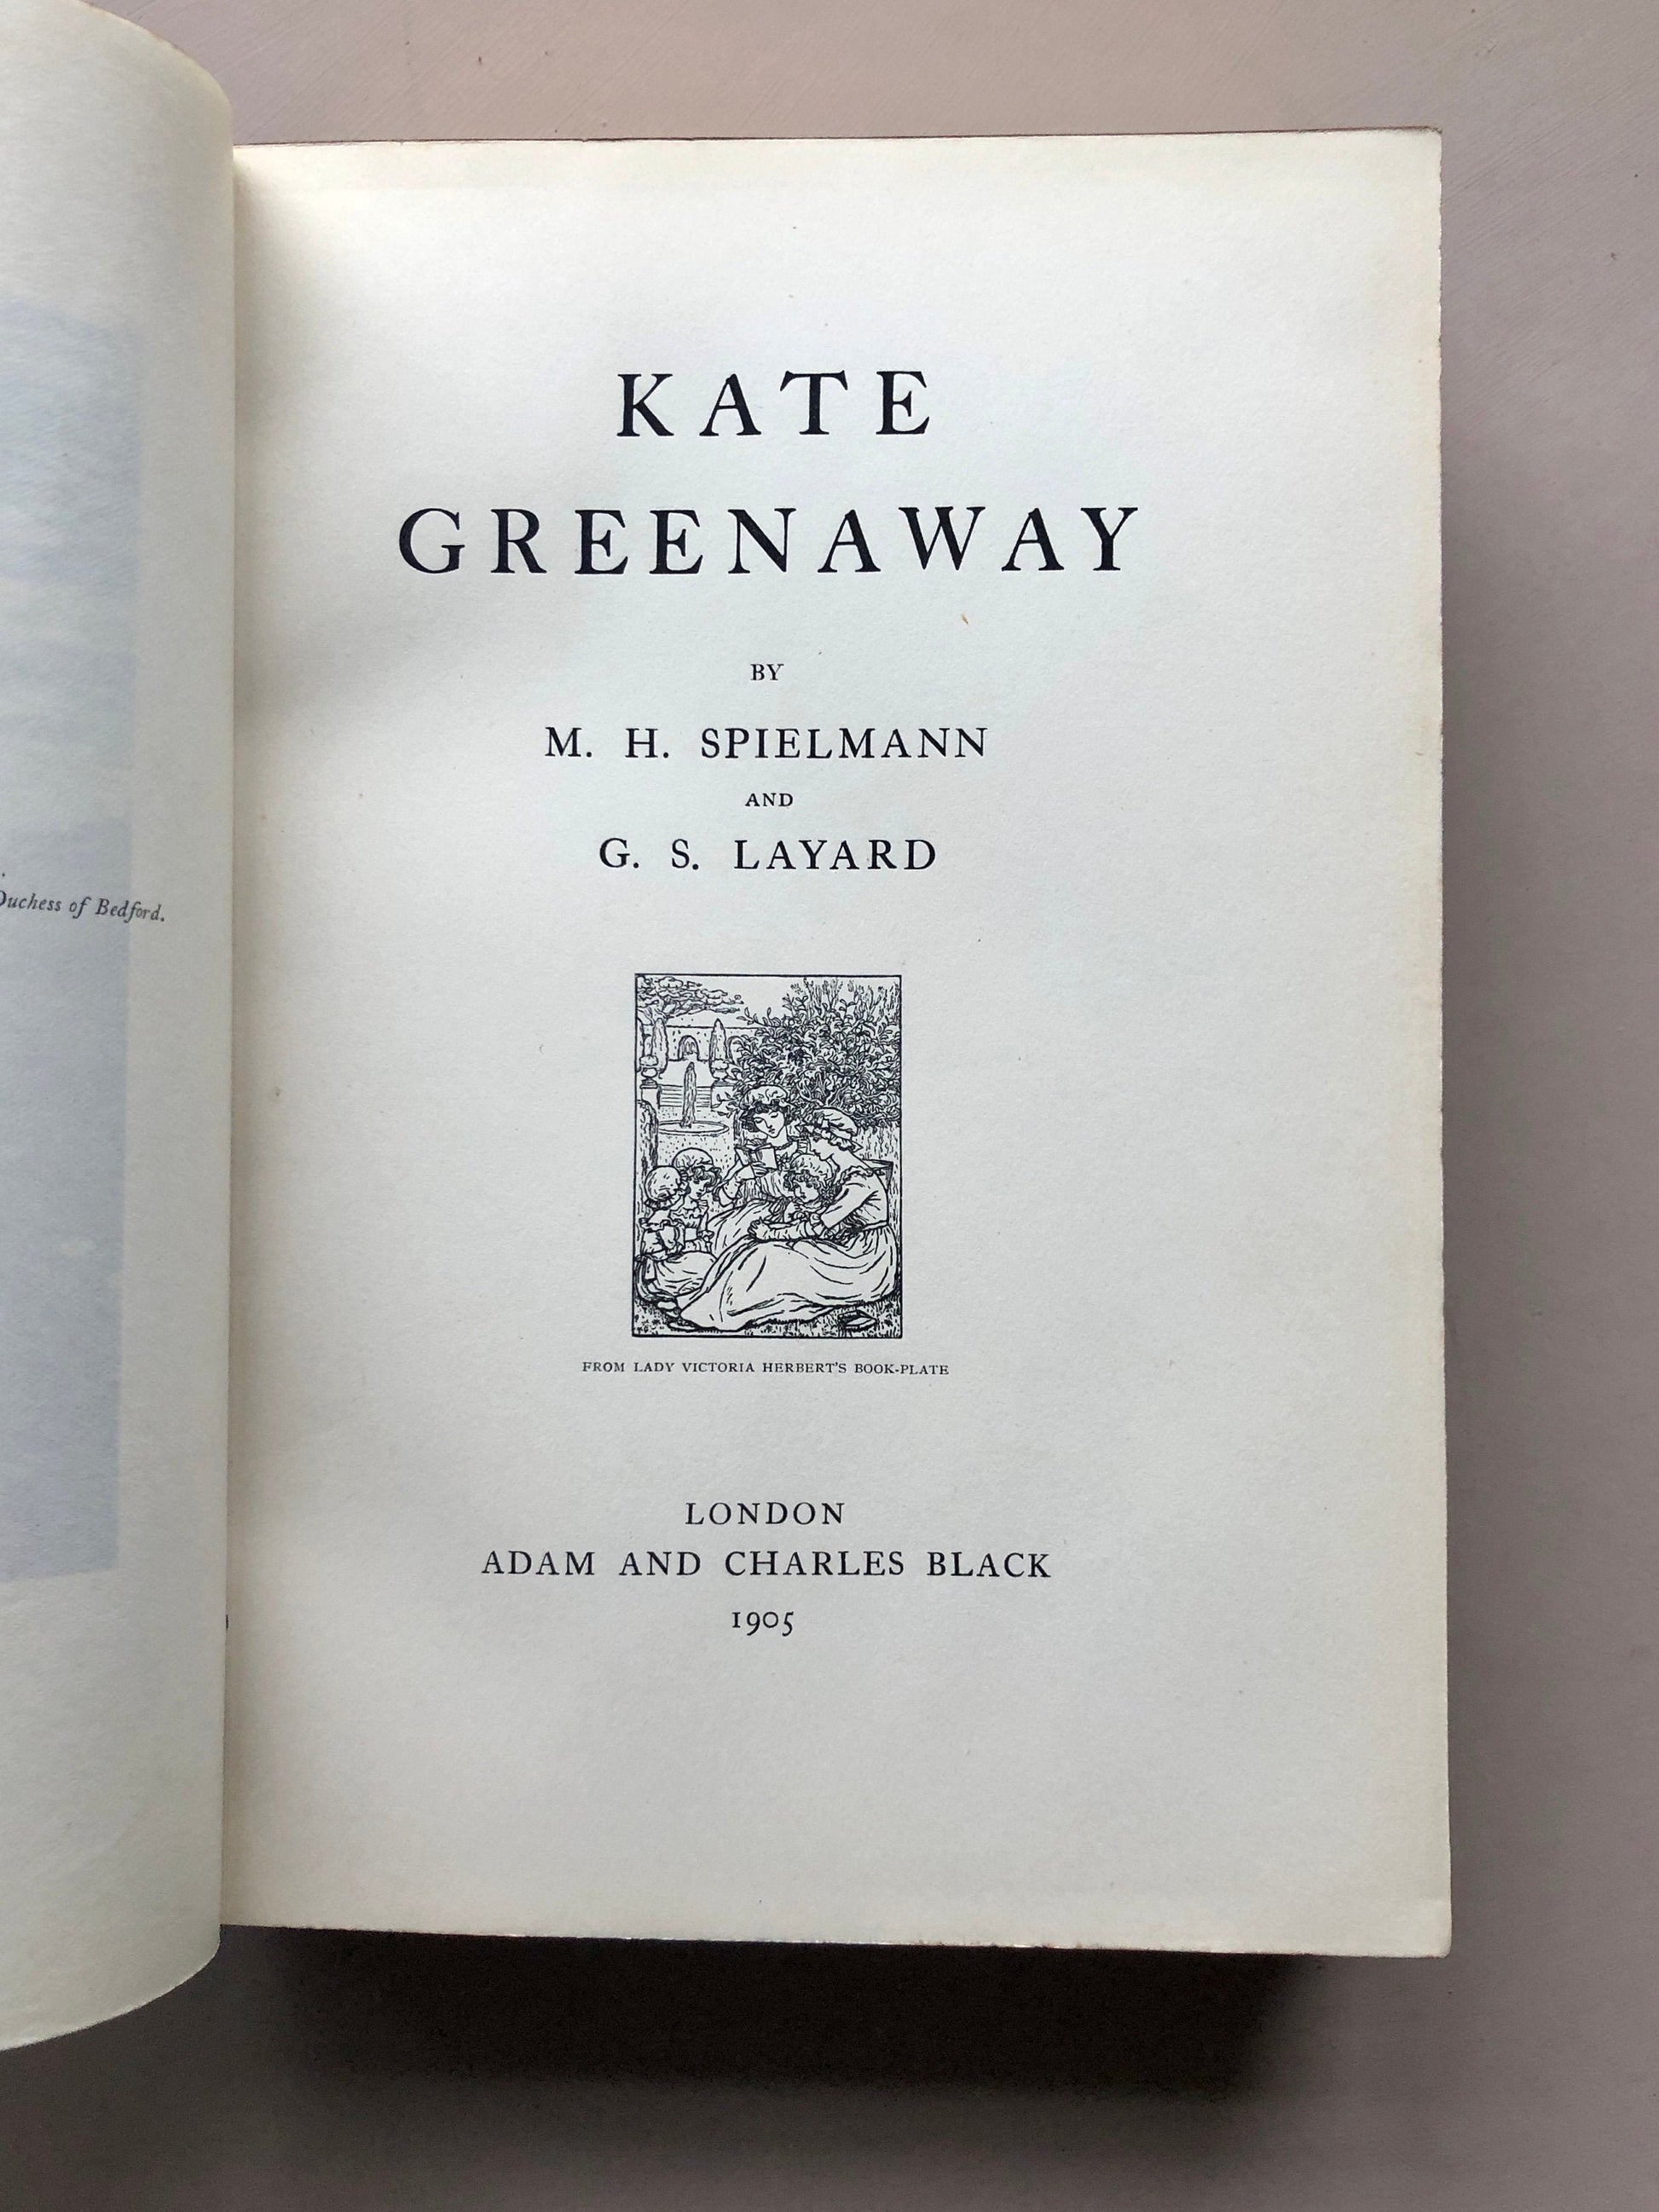 Duchess of Bedford.
KATE
GREENAWAY
BY
M. H. SPIELMANN
AND
G. S. LAYARD
FROM LADY VICTORIA HERBERT'S BOOK-PLATE
LONDON
ADAM AND CHARLES BLACK
1905